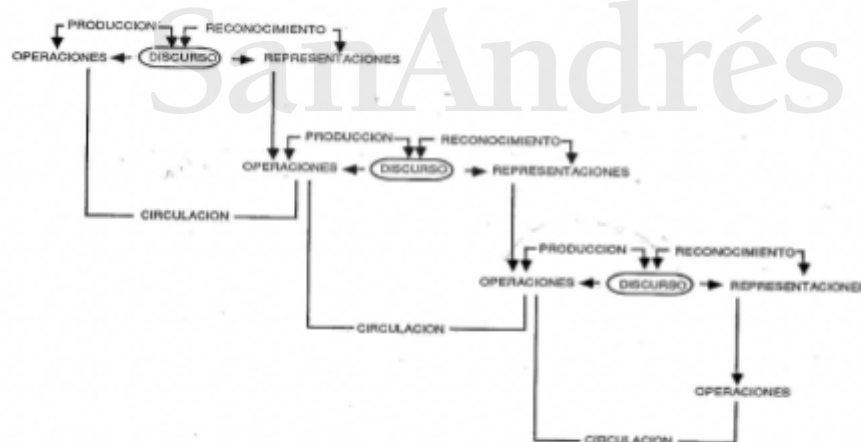 SanAndrés
PRODUCCION RECONOCIMIENTO
OPERACIONES DISCURSO REPRESENTACIONES
PRODUCCION RECONOCIMIENTO
OPERACIONES DISCURSO REPRESENTACIONES
CIRCULACION
PRODUCCION RECONOCIMIENTO
OPERACIONES DISCURSO REPRESENTACIONES
CIRCULACION
OPERACIONES
CIRCULACION